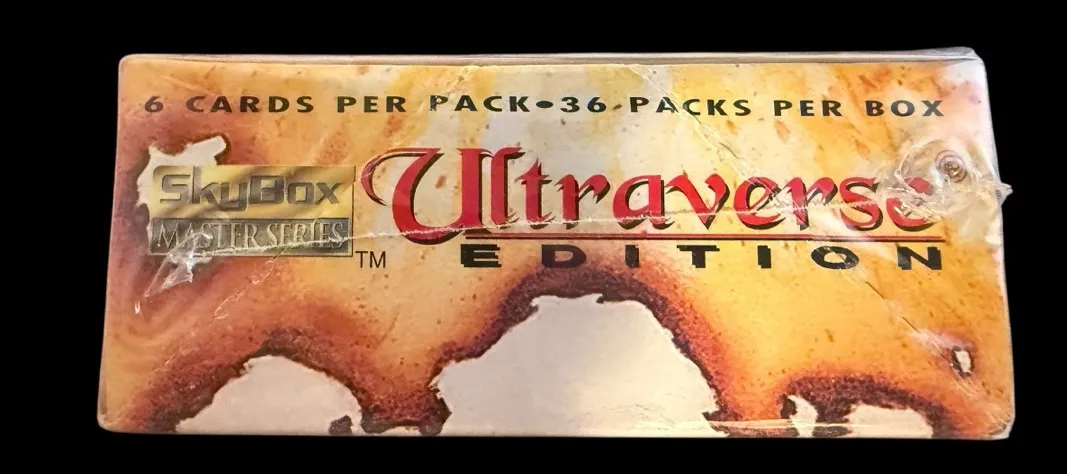 6 CARDS PER PACK•36 PACKS PER BOX
SkyBox
MASTER SERIES
Ultraverse
TM
EDITION